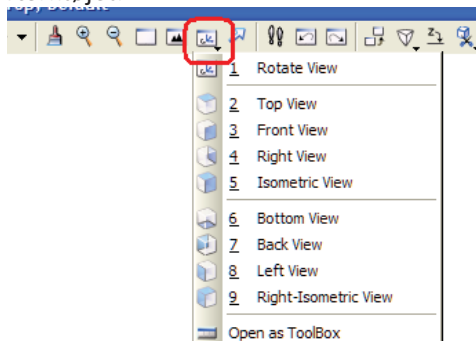 1 Rotate View
2 Top View
3 Front View
4 Right View
5 Isometric View
6 Bottom View
7 Back View
8 Left View
9 Right-Isometric View
Open as ToolBox